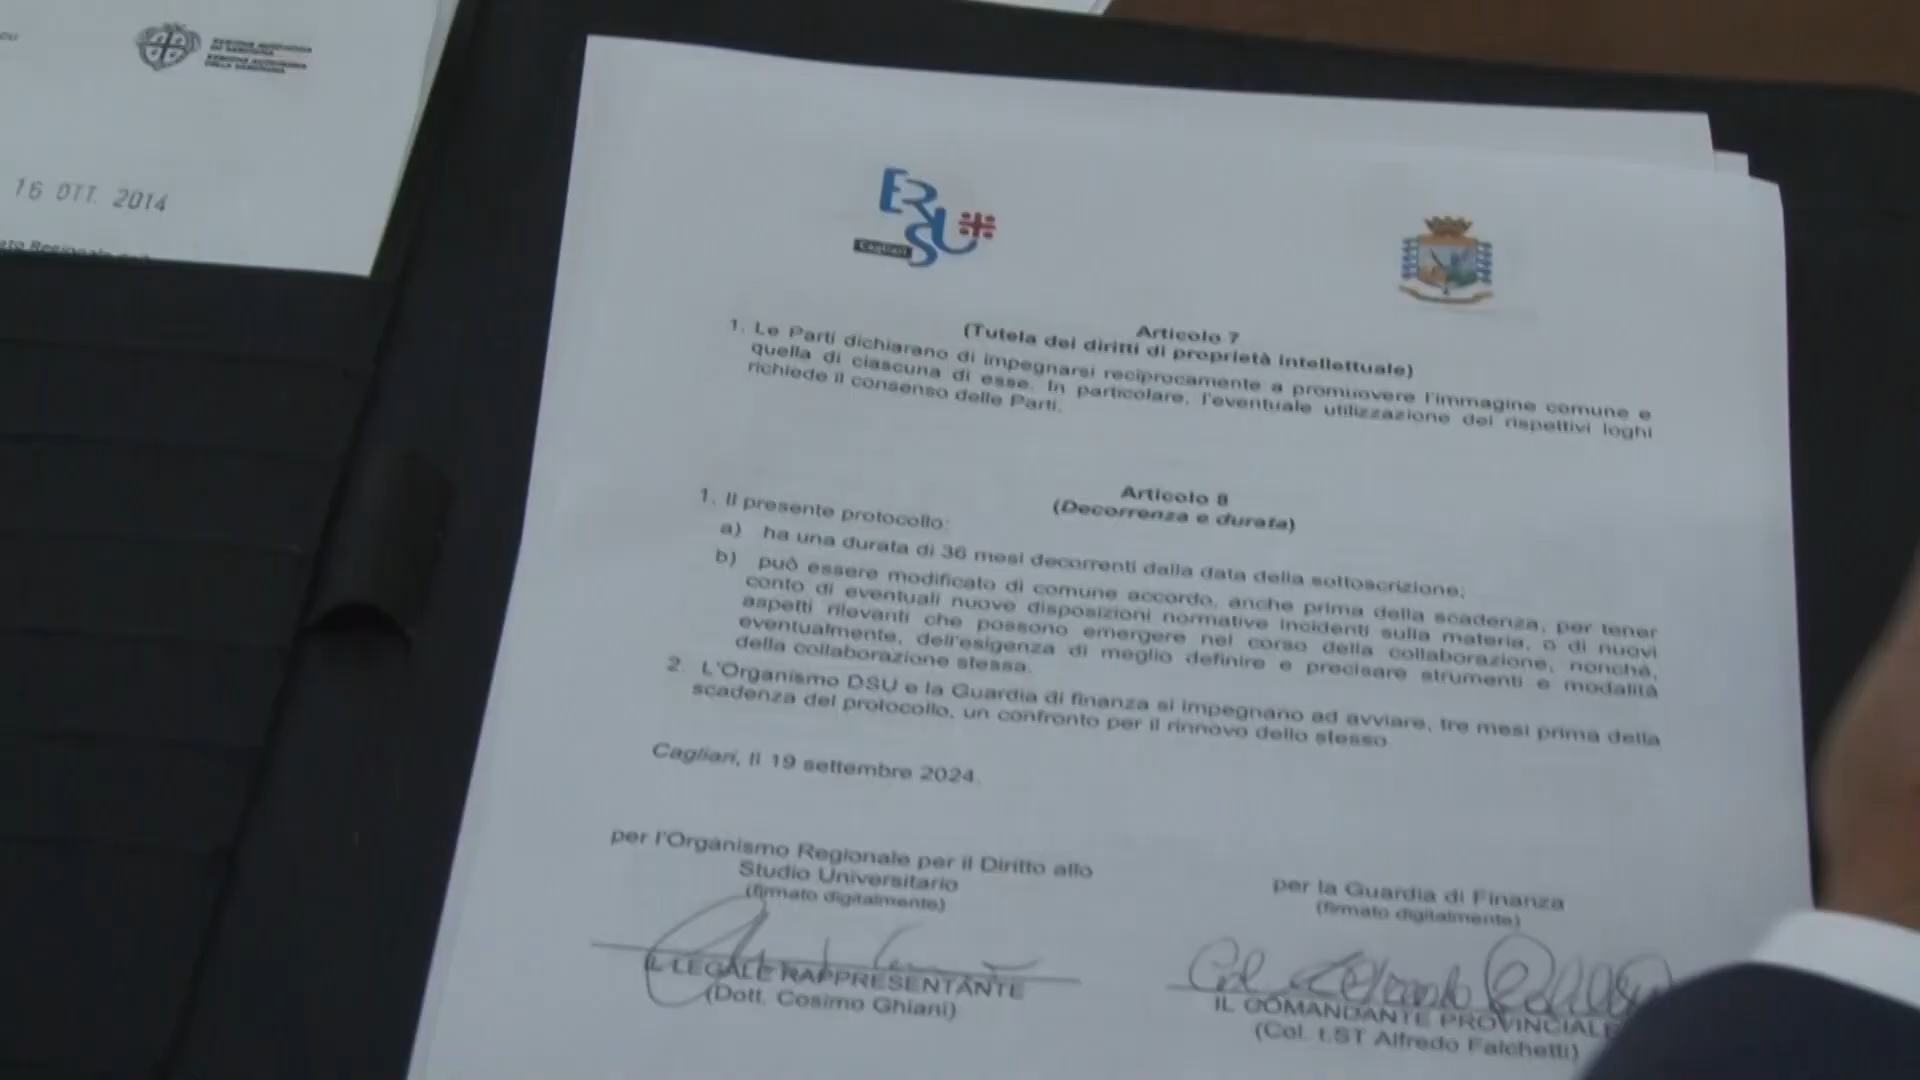 REGIONE AUTONOMA
DELLA SARDEGNA
16 OTT. 2014
ERSU
Cagliari
Articolo 7
(Tutela dei diritti di proprietà intellettuale)
1. Le Parti dichiarano di impegnarsi reciprocamente a promuovere l'immagine comune e
quella di ciascuna di esse. In particolare, l'eventuale utilizzazione dei rispettivi loghi
richiede il consenso delle Parti.
Articolo 8
(Decorrenza e durata)
1. Il presente protocollo:
a) ha una durata di 36 mesi decorrenti dalla data della sottoscrizione;
b) può essere modificato di comune accordo, anche prima della scadenza, per tener
conto di eventuali nuove disposizioni normative incidenti sulla materia, o di nuovi
aspetti rilevanti che possono emergere nel corso della collaborazione, nonché,
eventualmente, dell'esigenza di meglio definire e precisare strumenti e modalità
della collaborazione stessa.
2. L'Organismo DSU e la Guardia di finanza si impegnano ad avviare, tre mesi prima della
scadenza del protocollo, un confronto per il rinnovo dello stesso
Cagliari, li 19 settembre 2024.
per l'Organismo Regionale per il Diritto allo
Studio Universitario
(firmato digitalmente)
IL LEGALE RAPPRESENTANTE
(Dott. Cosimo Ghiani)
per la Guardia di Finanza
(firmato digitalmente)
IL COMANDANTE PROVINCIALE
(Col. t.ST Alfredo Falchetti)